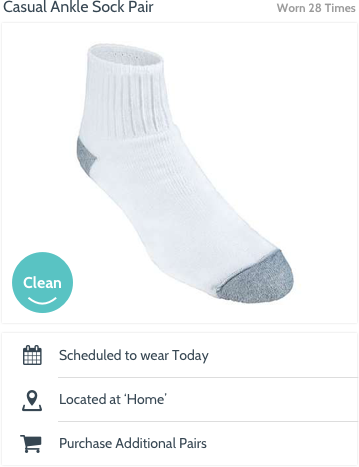 Casual Ankle Sock Pair
Worn 28 Times
Clean
Scheduled to wear Today
Located at 'Home'
Purchase Additional Pairs